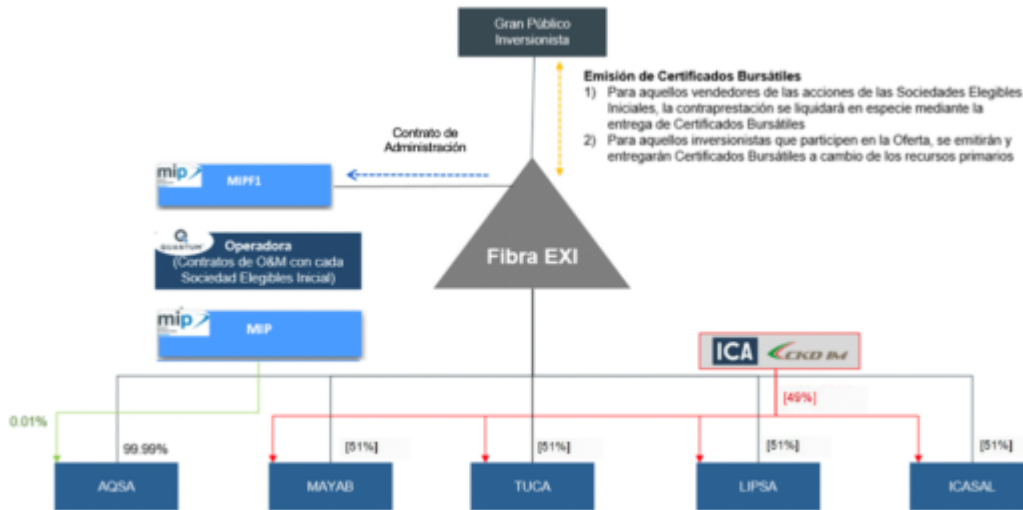 Gran Público
Inversionista
Emisión de Certificados Bursátiles
1) Para aquellos vendedores de las acciones de las Sociedades Elegibles
Iniciales, la contraprestación se liquidará en especie mediante la
entrega de Certificados Bursátiles
2) Para aquellos inversionistas que participen en la Oferta, se emitirán y
entregarán Certificados Bursátiles a cambio de los recursos primarios
Contrato de
Administración
mip
MIPF1
Fibra EXI
QUANTUM
Operadora
(Contratos de O&M con cada
Sociedad Elegibles Inicial)
mip
MIP
ICA CKD IM
0.01%
99.99%
[51%]
[51%]
[49%]
[51%]
[51%]
AQSA
MAYAB
TUCA
LIPSA
ICASAL